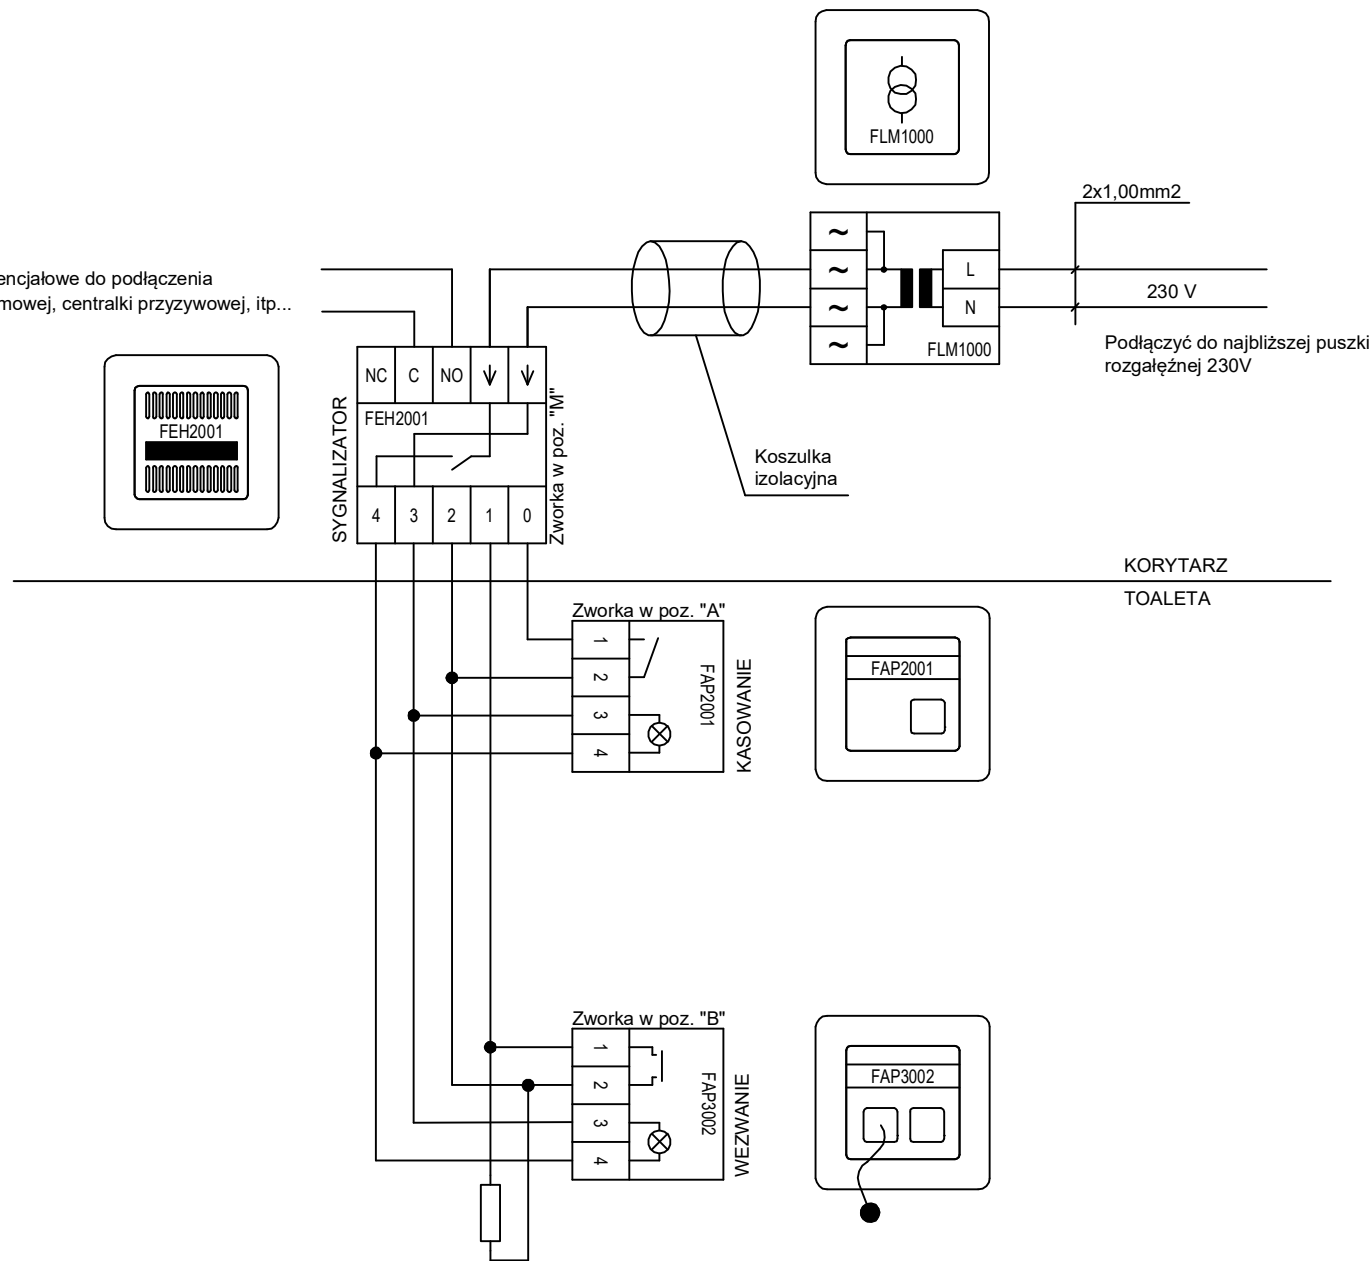 FLM1000
2x1,00mm2
~
~
~
~
L
N
FLM1000
230 V
Podłączyć do najbliższej puszki
rozgałęźnej 230V
encjałowe do podłączenia
mowej, centralki przyzywowej, itp...
FEH2001
SYGNALIZATOR
NC C NO
FEH2001
4 3 2 1 0
Zworka w poz. "M"
Koszulka
izolacyjna
KORYTARZ
TOALETA
Zworka w poz. "A"
1
2
3
4
FAP2001
KASOWANIE
FAP2001
Zworka w poz. "B"
1
2
3
4
FAP3002
WEZWANIE
FAP3002